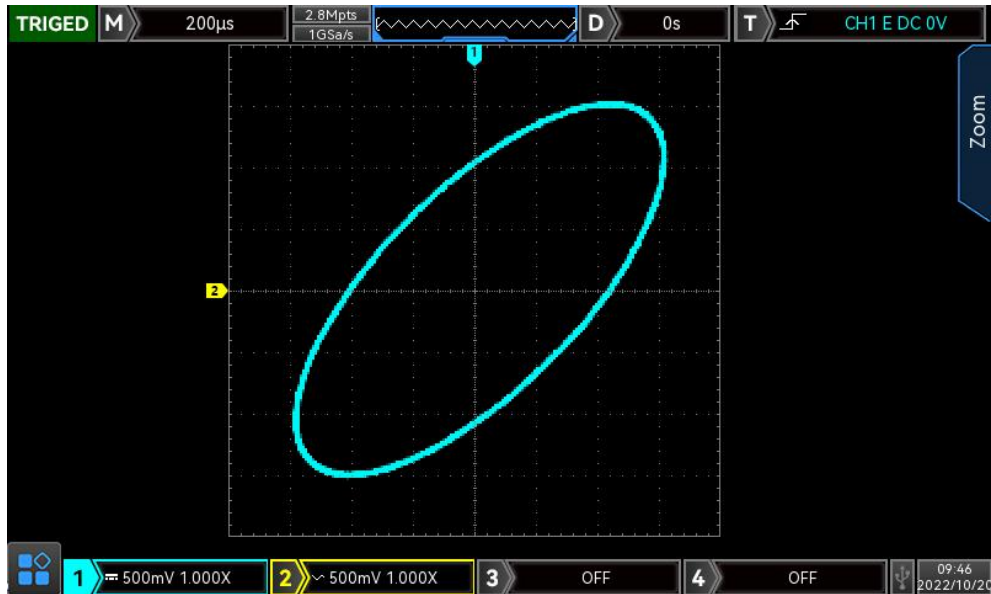 TRIGED M 200μs 2.8Mpts D 0s T CH1 E DC 0V
1GSa/s
1
Zoom
2
1 500mV 1.000X 2 500mV 1.000X 3 OFF 4 OFF 09:46
2022/10/20